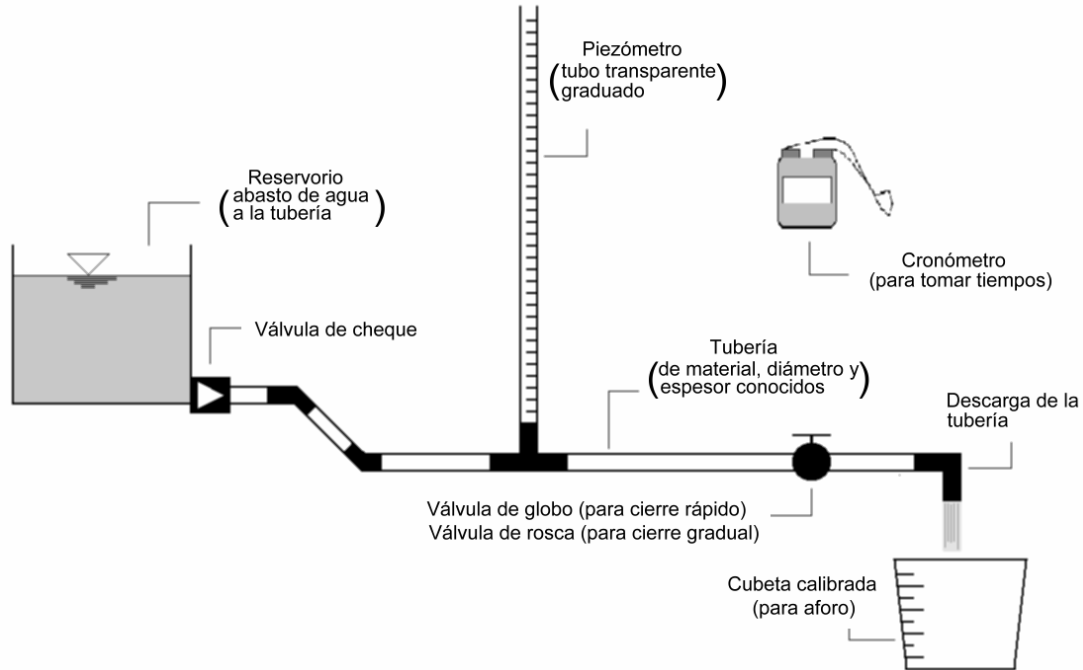 Piezómetro
(tubo transparente
graduado)
Reservorio
(abasto de agua
a la tubería)
Cronómetro
(para tomar tiempos)
Válvula de cheque
Tubería
(de material, diámetro y
espesor conocidos)
Descarga de la
tubería
Válvula de globo (para cierre rápido)
Válvula de rosca (para cierre gradual)
Cubeta calibrada
(para aforo)